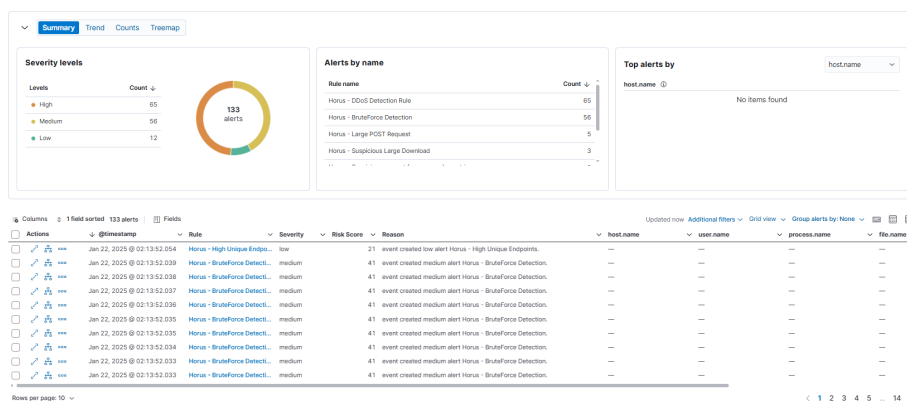 Summary Trend Counts Treemap
Severity levels
Levels Count ↓
High 65
Medium 56
Low 12
133
alerts
Alerts by name
Rule name Count ↓
Horus - DDoS Detection Rule 65
Horus - BruteForce Detection 56
Horus - Large POST Request 5
Horus - Suspicious Large Download 3
Top alerts by host.name
host.name
No items found
Columns 1 field sorted 133 alerts Fields Updated now Additional filters Grid view Group alerts by: None
Actions ↓ @timestamp Rule Severity Risk Score Reason host.name user.name process.name file.name
Jan 22, 2025 @ 02:13:52.054 Horus - High Unique Endpo... low 21 event created low alert Horus - High Unique Endpoints. — — — —
Jan 22, 2025 @ 02:13:52.039 Horus - BruteForce Detecti... medium 41 event created medium alert Horus - BruteForce Detection. — — — —
Jan 22, 2025 @ 02:13:52.038 Horus - BruteForce Detecti... medium 41 event created medium alert Horus - BruteForce Detection. — — — —
Jan 22, 2025 @ 02:13:52.037 Horus - BruteForce Detecti... medium 41 event created medium alert Horus - BruteForce Detection. — — — —
Jan 22, 2025 @ 02:13:52.036 Horus - BruteForce Detecti... medium 41 event created medium alert Horus - BruteForce Detection. — — — —
Jan 22, 2025 @ 02:13:52.035 Horus - BruteForce Detecti... medium 41 event created medium alert Horus - BruteForce Detection. — — — —
Jan 22, 2025 @ 02:13:52.035 Horus - BruteForce Detecti... medium 41 event created medium alert Horus - BruteForce Detection. — — — —
Jan 22, 2025 @ 02:13:52.034 Horus - BruteForce Detecti... medium 41 event created medium alert Horus - BruteForce Detection. — — — —
Jan 22, 2025 @ 02:13:52.033 Horus - BruteForce Detecti... medium 41 event created medium alert Horus - BruteForce Detection. — — — —
Jan 22, 2025 @ 02:13:52.033 Horus - BruteForce Detecti... medium 41 event created medium alert Horus - BruteForce Detection. — — — —
Rows per page: 10 < 1 2 3 4 5 ... 14